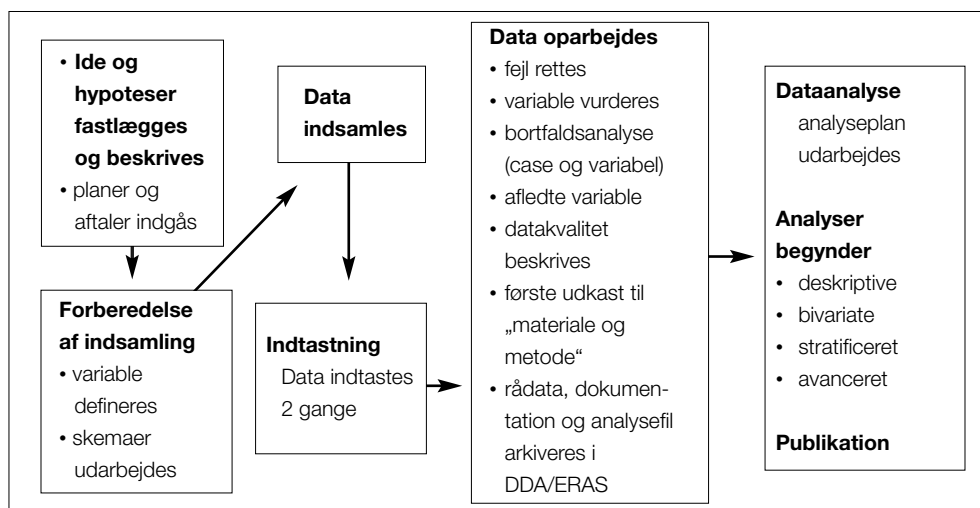 • Ide og
hypoteser
fastlægges
og beskrives
• planer og
aftaler indgås
Forberedelse
af indsamling
• variable
defineres
• skemaer
udarbejdes
Data
indsamles
Indtastning
Data indtastes
2 gange
Data oparbejdes
• fejl rettes
• variable vurderes
• bortfaldsanalyse
(case og variabel)
• afledte variable
• datakvalitet
beskrives
• første udkast til
„materiale og
metode“
• rådata, dokumen-
tation og analysefil
arkiveres i
DDA/ERAS
Dataanalyse
analyseplan
udarbejdes
Analyser
begynder
• deskriptive
• bivariate
• stratificeret
• avanceret
Publikation